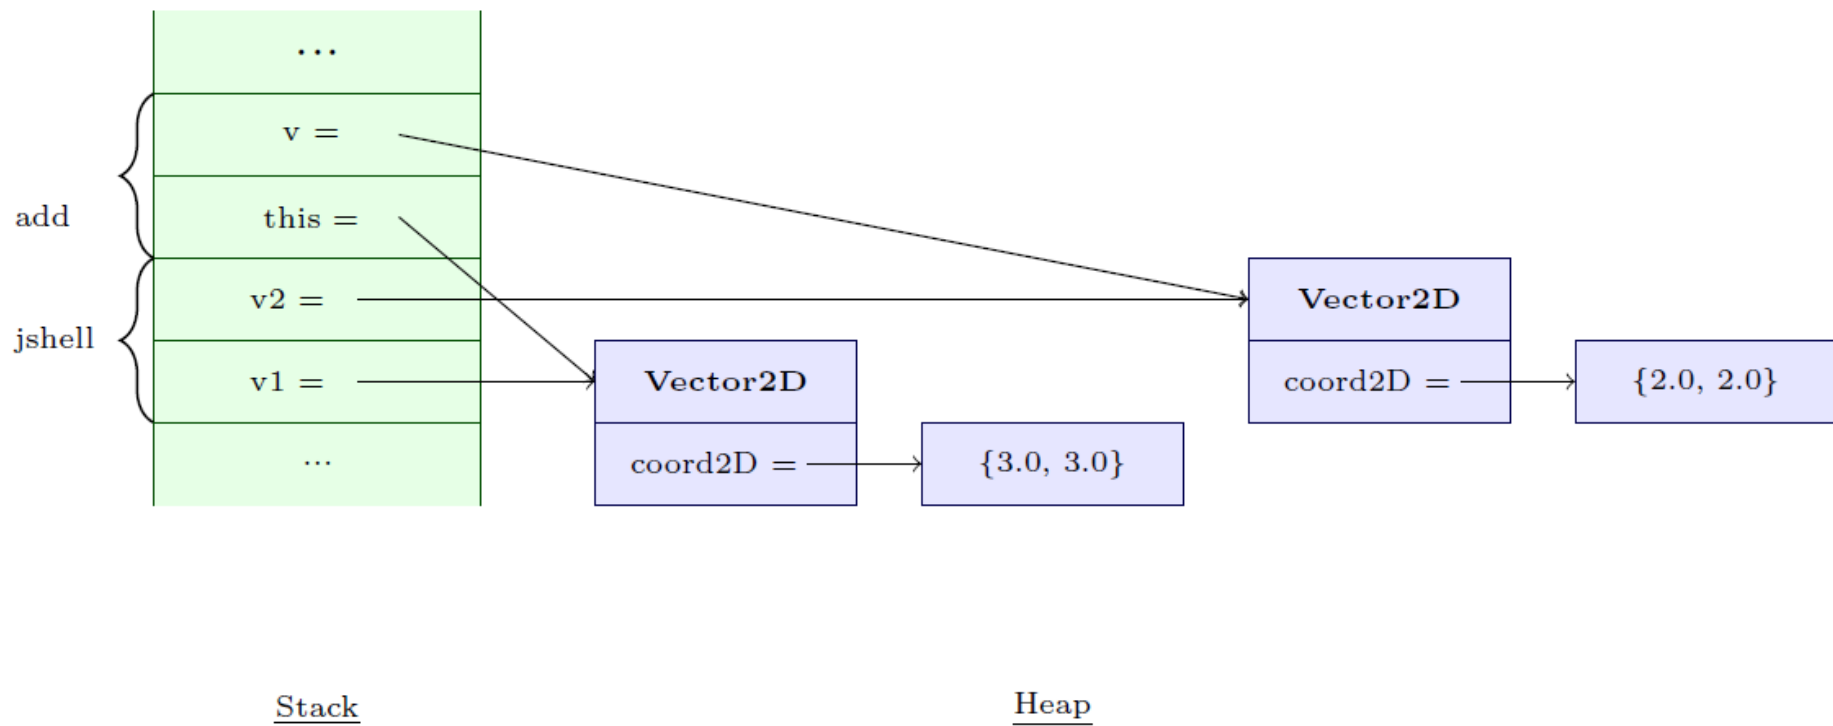 ...
v =
add
this =
jshell
v2 =
v1 =
...
Vector2D
coord2D =
{3.0, 3.0}
Vector2D
coord2D =
{2.0, 2.0}
Stack
Heap